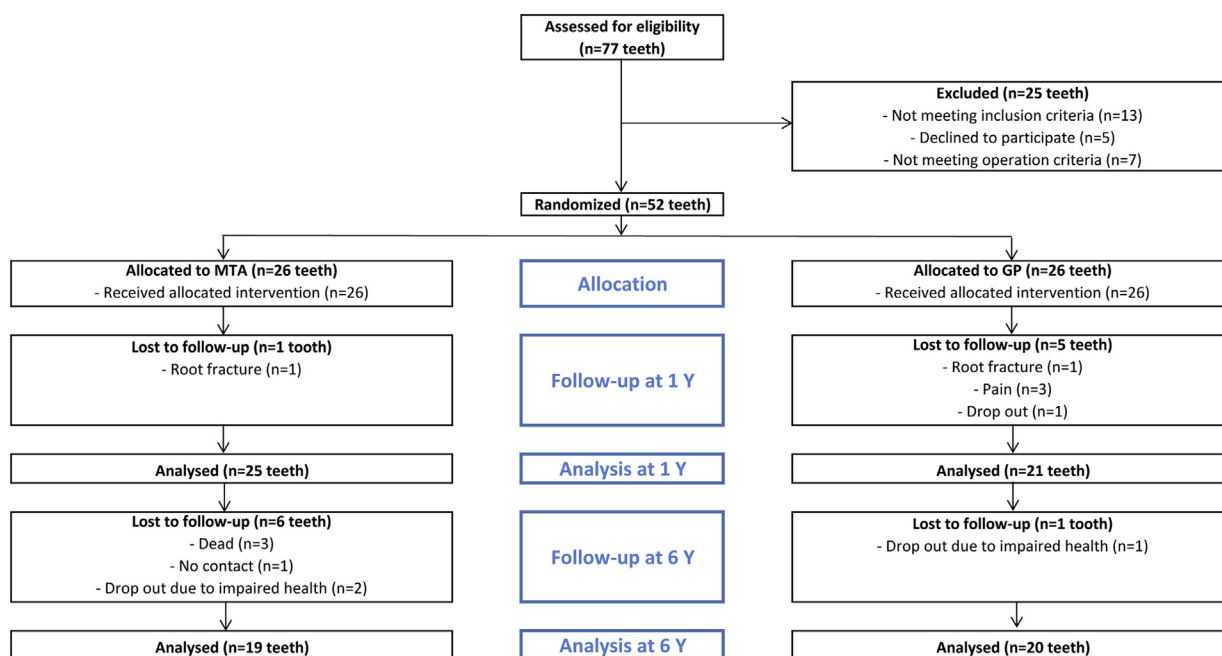 Assessed for eligibility
(n=77 teeth)
Excluded (n=25 teeth)
- Not meeting inclusion criteria (n=13)
- Declined to participate (n=5)
- Not meeting operation criteria (n=7)
Randomized (n=52 teeth)
Allocated to MTA (n=26 teeth)
- Received allocated intervention (n=26)
Allocation
Allocated to GP (n=26 teeth)
- Received allocated intervention (n=26)
Lost to follow-up (n=1 tooth)
- Root fracture (n=1)
Follow-up at 1 Y
Lost to follow-up (n=5 teeth)
- Root fracture (n=1)
- Pain (n=3)
- Drop out (n=1)
Analysed (n=25 teeth)
Analysis at 1 Y
Analysed (n=21 teeth)
Lost to follow-up (n=6 teeth)
- Dead (n=3)
- No contact (n=1)
- Drop out due to impaired health (n=2)
Follow-up at 6 Y
Lost to follow-up (n=1 tooth)
- Drop out due to impaired health (n=1)
Analysed (n=19 teeth)
Analysis at 6 Y
Analysed (n=20 teeth)